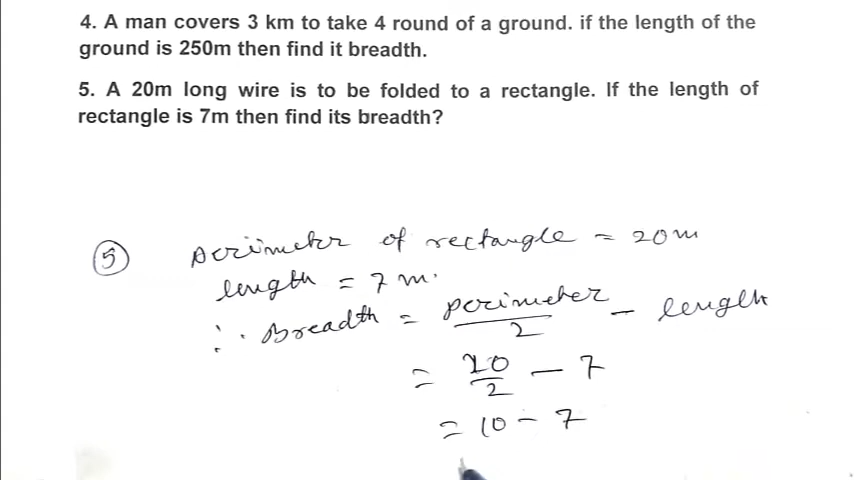 4. A man covers 3 km to take 4 round of a ground. if the length of the
ground is 250m then find it breadth.
5. A 20m long wire is to be folded to a rectangle. If the length of
rectangle is 7m then find its breadth?
5 Perimeter of rectangle = 20m
length = 7 m.
∴ Breadth = perimeter/2 - length
= 20/2 - 7
= 10 - 7